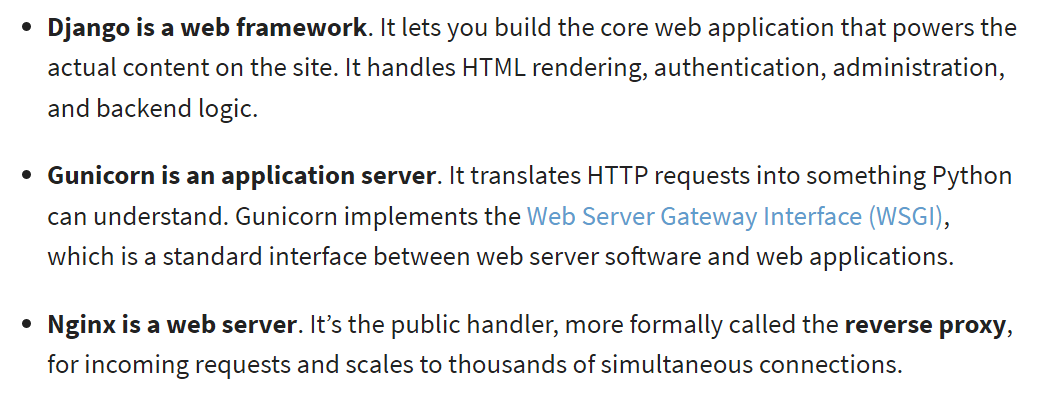 • Django is a web framework. It lets you build the core web application that powers the
actual content on the site. It handles HTML rendering, authentication, administration,
and backend logic.
• Gunicorn is an application server. It translates HTTP requests into something Python
can understand. Gunicorn implements the Web Server Gateway Interface (WSGI),
which is a standard interface between web server software and web applications.
• Nginx is a web server. It’s the public handler, more formally called the reverse proxy,
for incoming requests and scales to thousands of simultaneous connections.